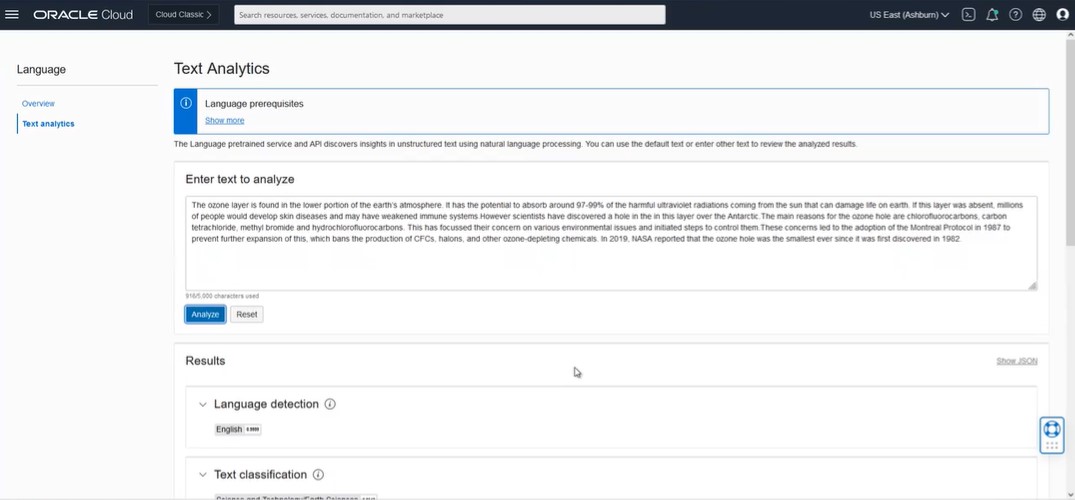 ORACLE Cloud
Cloud Classic
Search resources, services, documentation, and marketplace
US East (Ashburn)
Language
Overview
Text analytics
Text Analytics
Language prerequisites
Show more
The Language pretrained service and API discovers insights in unstructured text using natural language processing. You can use the default text or enter other text to review the analyzed results.
Enter text to analyze
The ozone layer is found in the lower portion of the earth's atmosphere. It has the potential to absorb around 97-99% of the harmful ultraviolet radiations coming from the sun that can damage life on earth. If this layer was absent, millions
of people would develop skin diseases and may have weakened immune systems.However scientists have discovered a hole in the in this layer over the Antarctic.The main reasons for the ozone hole are chlorofluorocarbons, carbon
tetrachloride, methyl bromide and hydrochlorofluorocarbons. This has focussed their concern on various environmental issues and initiated steps to control them.These concerns led to the adoption of the Montreal Protocol in 1987 to
prevent further expansion of this, which bans the production of CFCs, halons, and other ozone-depleting chemicals. In 2019, NASA reported that the ozone hole was the smallest ever since it was first discovered in 1982.
916/5,000 characters used
Analyze
Reset
Results
Show JSON
Language detection
English
Text classification
Science and Technology/Earth Sciences